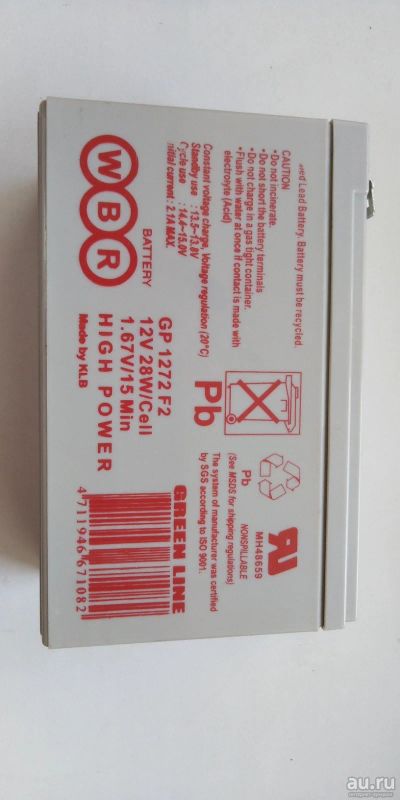 led Lead Battery. Battery must be recycled.
CAUTION
•Do not incinerate.
•Do not short the battery terminals
•Do not charge in a gas tight container.
•Flush with water at once if contact is made with
electrolyte (Acid)
Constant voltage charge, Voltage regulation (20°C)
Standby use : 13.5~13.8V
Cycle use : 14.4~15.0V
Initial current: 2.1A MAX.
WBR
BATTERY
GP 1272 F2
12V 28W/Cell
1.67V/15 Min
HIGH POWER
Made by KLB
Pb
RU
MH48659
NONSPILLABLE
Pb
(See MSDS for shipping regulations)
The system of manufacture was certified
by SGS according to ISO 9001.
GREEN LINE
4711946671082
au.ru